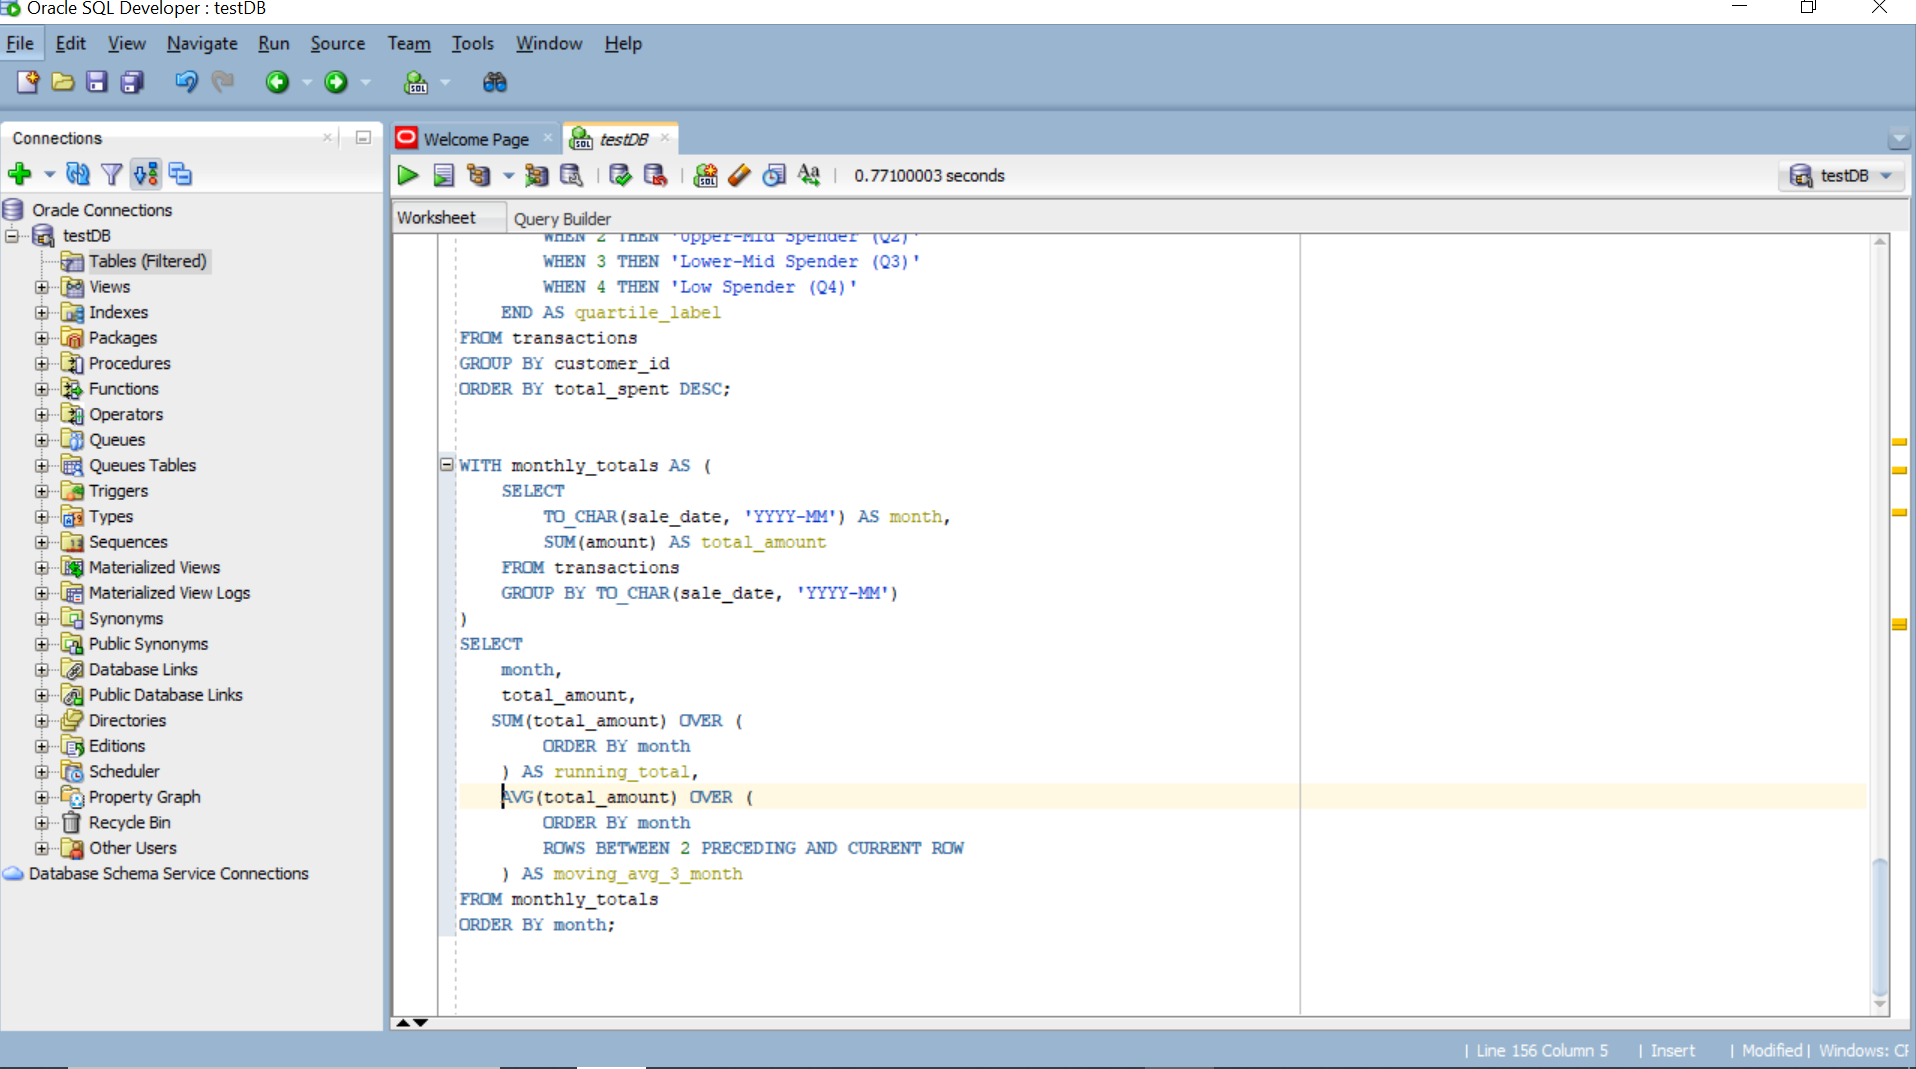 Oracle SQL Developer : testDB
File Edit View Navigate Run Source Team Tools Window Help
Connections
Oracle Connections
testDB
Tables (Filtered)
Views
Indexes
Packages
Procedures
Functions
Operators
Queues
Queues Tables
Triggers
Types
Sequences
Materialized Views
Materialized View Logs
Synonyms
Public Synonyms
Database Links
Public Database Links
Directories
Editions
Scheduler
Property Graph
Recycle Bin
Other Users
Database Schema Service Connections
Welcome Page
testDB
0.77100003 seconds
testDB
Worksheet Query Builder
WHEN 2 THEN 'Upper-Mid Spender (Q2)'
WHEN 3 THEN 'Lower-Mid Spender (Q3)'
WHEN 4 THEN 'Low Spender (Q4)'
END AS quartile_label
FROM transactions
GROUP BY customer_id
ORDER BY total_spent DESC;
WITH monthly_totals AS (
SELECT
TO_CHAR(sale_date, 'YYYY-MM') AS month,
SUM(amount) AS total_amount
FROM transactions
GROUP BY TO_CHAR(sale_date, 'YYYY-MM')
)
SELECT
month,
total_amount,
SUM(total_amount) OVER (
ORDER BY month
) AS running_total,
AVG(total_amount) OVER (
ORDER BY month
ROWS BETWEEN 2 PRECEDING AND CURRENT ROW
) AS moving_avg_3_month
FROM monthly_totals
ORDER BY month;
| Line 156 Column 5 | Insert | Modified | Windows: